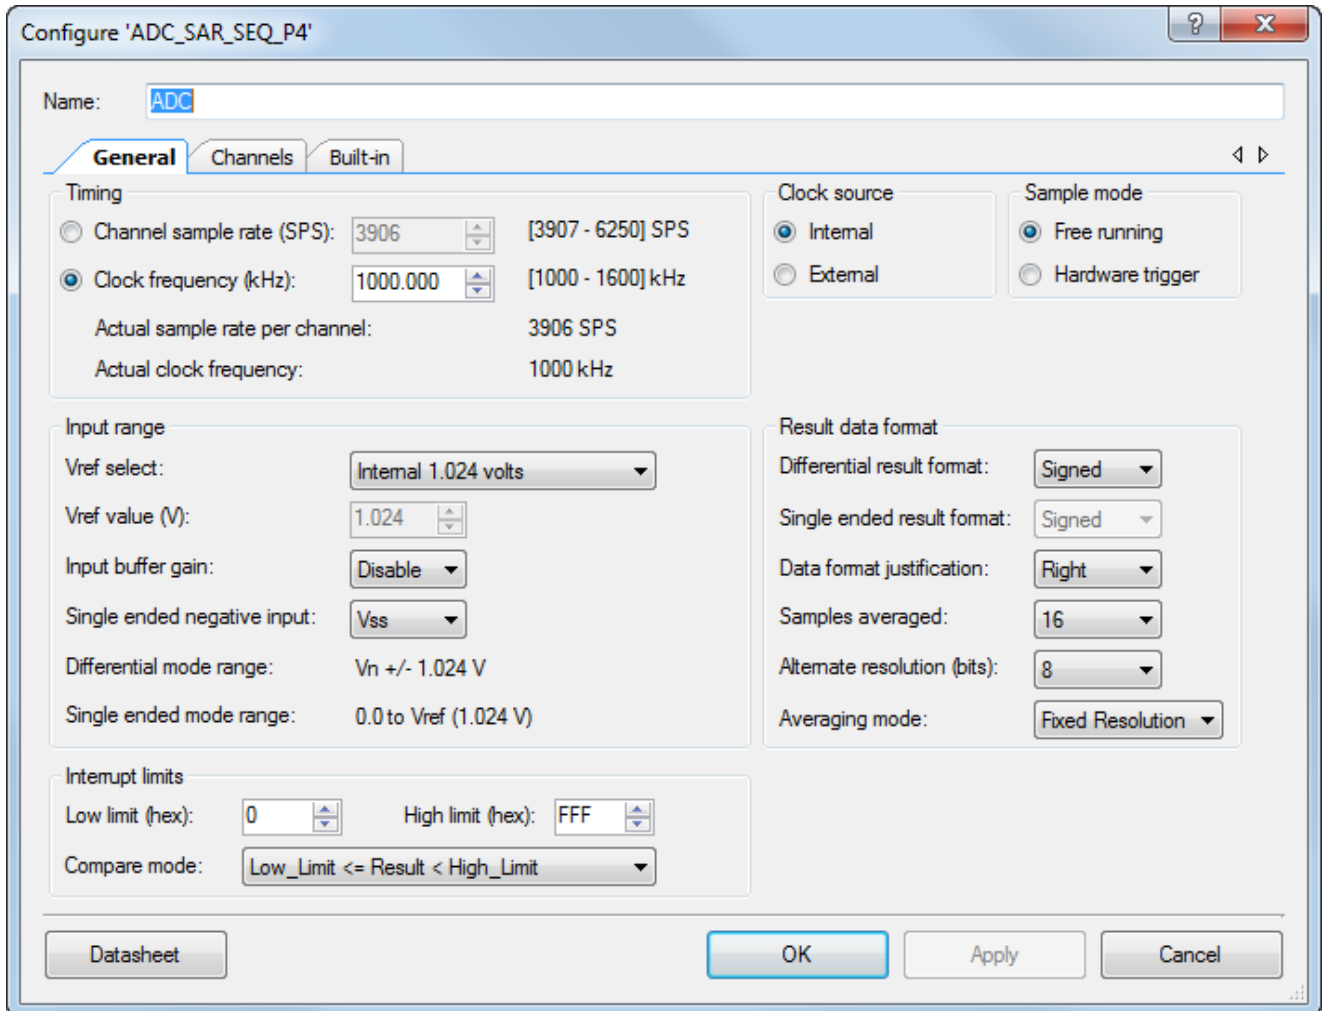 Configure 'ADC_SAR_SEQ_P4'
Name: ADC
General Channels Built-in
Timing
Channel sample rate (SPS): 3906 [3907 - 6250] SPS
Clock frequency (kHz): 1000.000 [1000 - 1600] kHz
Actual sample rate per channel: 3906 SPS
Actual clock frequency: 1000 kHz
Clock source
Internal
External
Sample mode
Free running
Hardware trigger
Input range
Vref select: Internal 1.024 volts
Vref value (V): 1.024
Input buffer gain: Disable
Single ended negative input: Vss
Differential mode range: Vn +/- 1.024 V
Single ended mode range: 0.0 to Vref (1.024 V)
Result data format
Differential result format: Signed
Single ended result format: Signed
Data format justification: Right
Samples averaged: 16
Alternate resolution (bits): 8
Averaging mode: Fixed Resolution
Interrupt limits
Low limit (hex): 0 High limit (hex): FFF
Compare mode: Low_Limit <= Result < High_Limit
Datasheet OK Apply Cancel